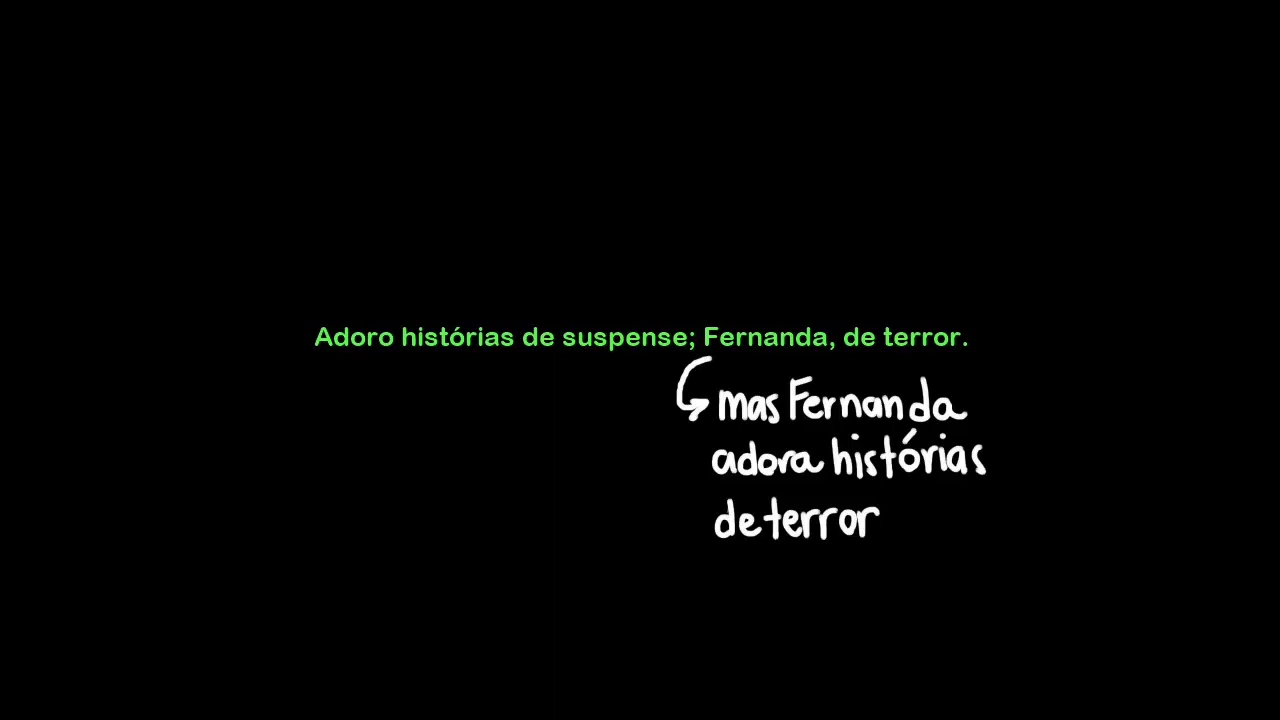 Adoro histórias de suspense; Fernanda, de terror.
mas Fernanda
adora histórias
de terror